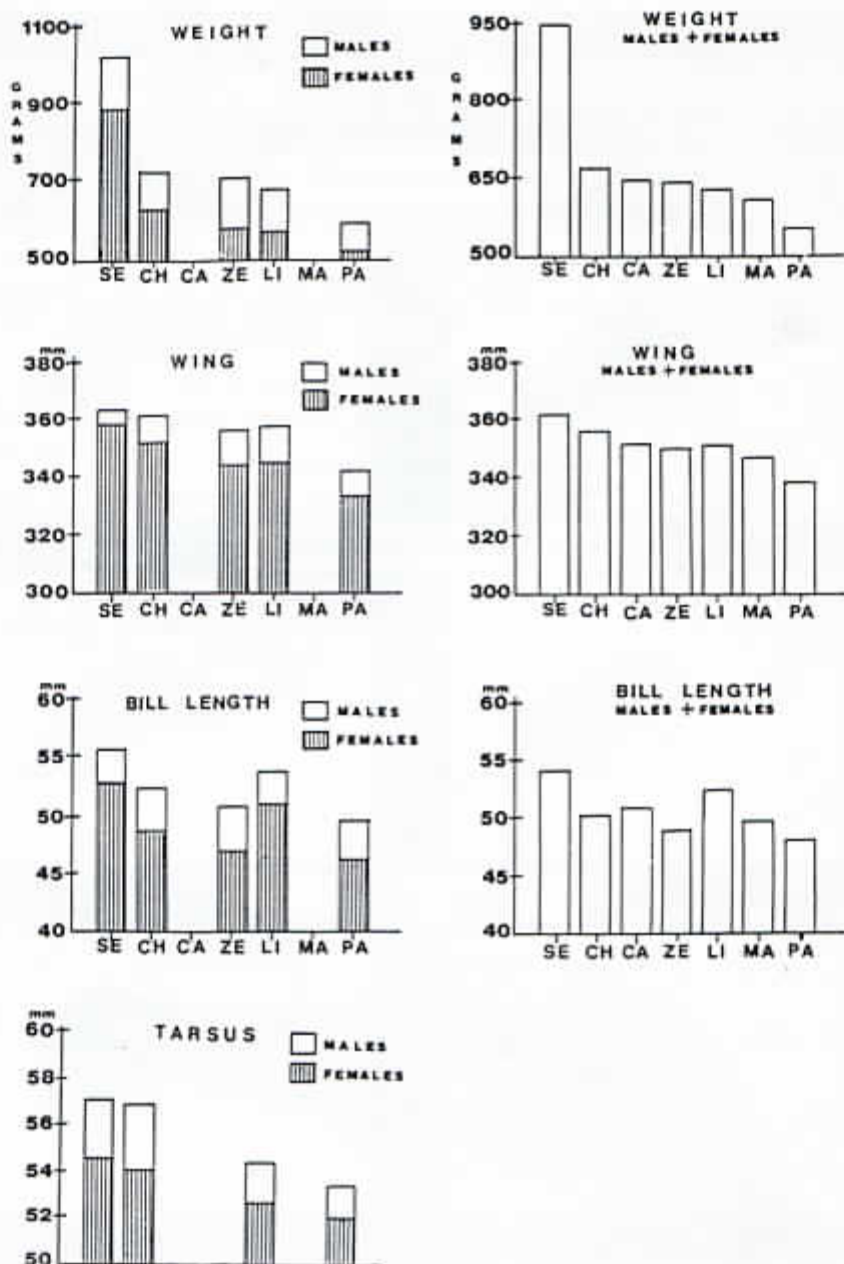 WEIGHT
MALES
FEMALES
GRAMS
1100
900
700
500
SE CH CA ZE LI MA PA
WEIGHT
MALES + FEMALES
GRAMS
950
800
650
500
SE CH CA ZE LI MA PA
WING
MALES
FEMALES
mm
380
360
340
320
300
SE CH CA ZE LI MA PA
WING
MALES + FEMALES
mm
380
360
340
320
300
SE CH CA ZE LI MA PA
BILL LENGTH
MALES
FEMALES
mm
60
55
50
45
40
SE CH CA ZE LI MA PA
BILL LENGTH
MALES + FEMALES
mm
60
55
50
45
40
SE CH CA ZE LI MA PA
TARSUS
MALES
FEMALES
mm
60
58
56
54
52
50